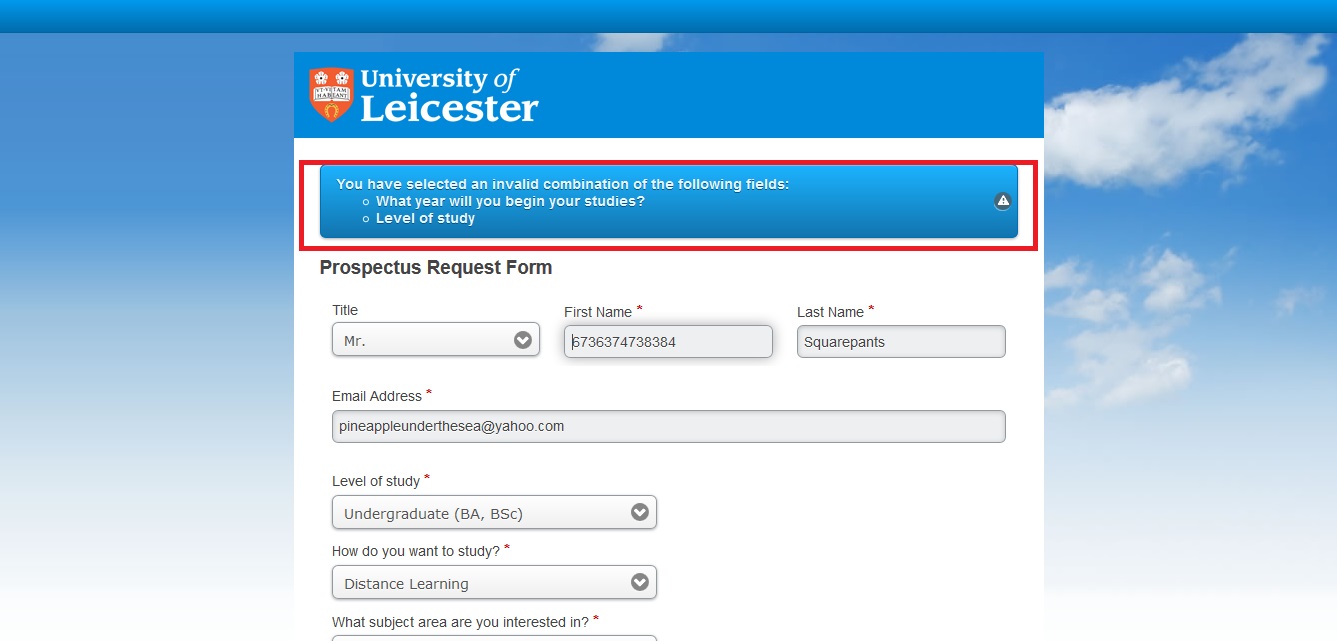 University of
Leicester
VT VITAM
HABEANT
You have selected an invalid combination of the following fields:
What year will you begin your studies?
Level of study
Prospectus Request Form
Title
First Name *
Last Name *
Mr.
6736374738384
Squarepants
Email Address *
pineappleunderthesea@yahoo.com
Level of study *
Undergraduate (BA, BSc)
How do you want to study? *
Distance Learning
What subject area are you interested in? *